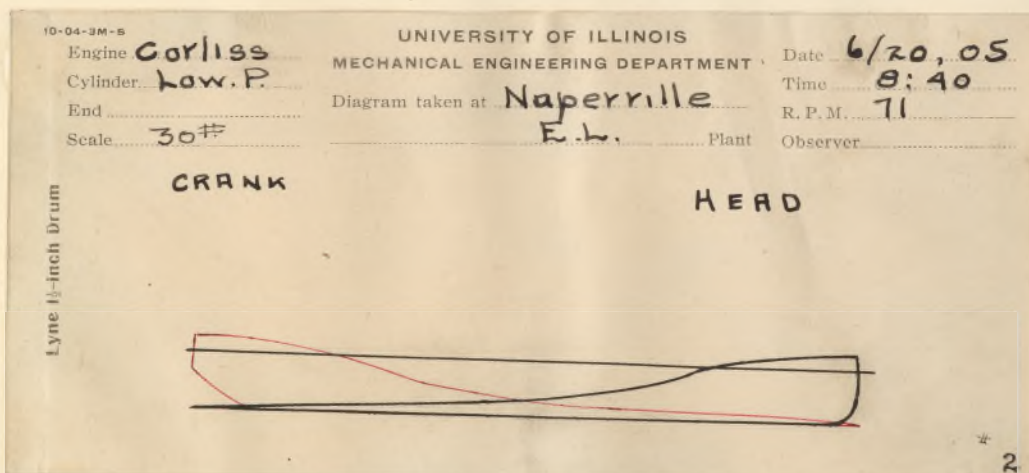 10-04-3M-S
Engine Corliss
Cylinder Low. P.
End
Scale 30#
UNIVERSITY OF ILLINOIS
MECHANICAL ENGINEERING DEPARTMENT
Diagram taken at Naperville
E.L. Plant
Date 6/20, 05
Time 8:40
R. P. M. 71
Observer
CRANK
HEAD
Lyne 1½-inch Drum
#
2